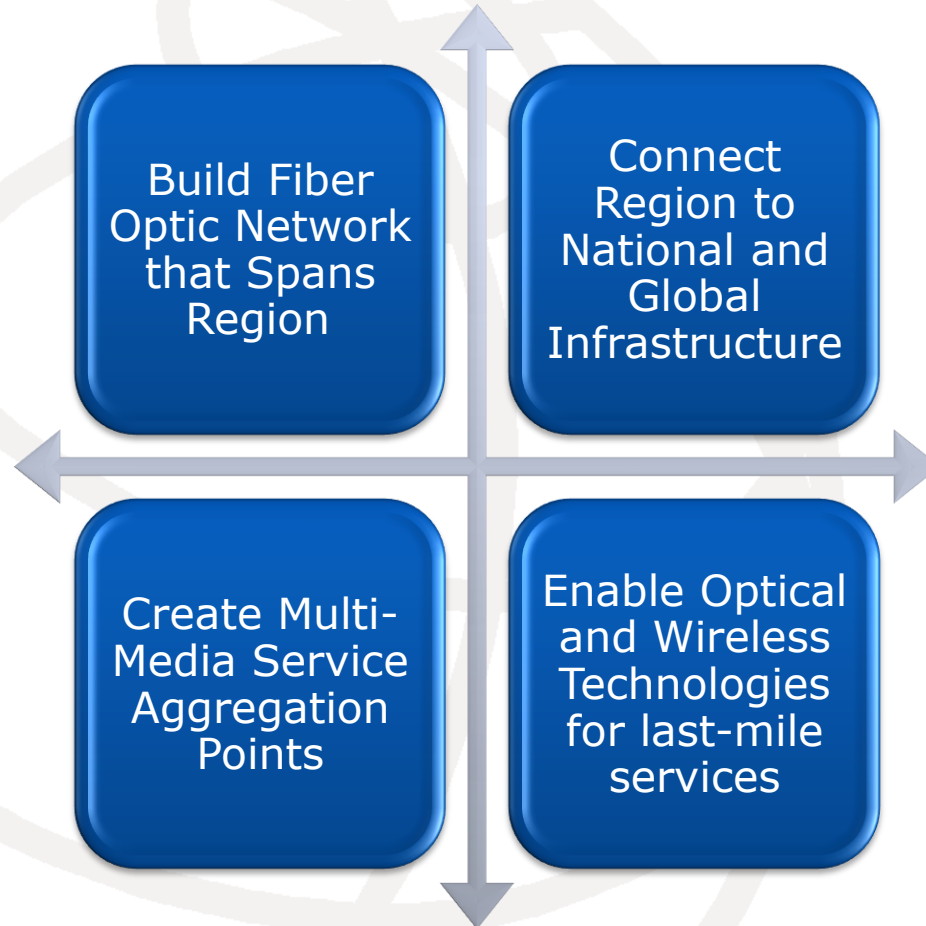 Build Fiber
Optic Network
that Spans
Region
Connect
Region to
National and
Global
Infrastructure
Create Multi-
Media Service
Aggregation
Points
Enable Optical
and Wireless
Technologies
for last-mile
services